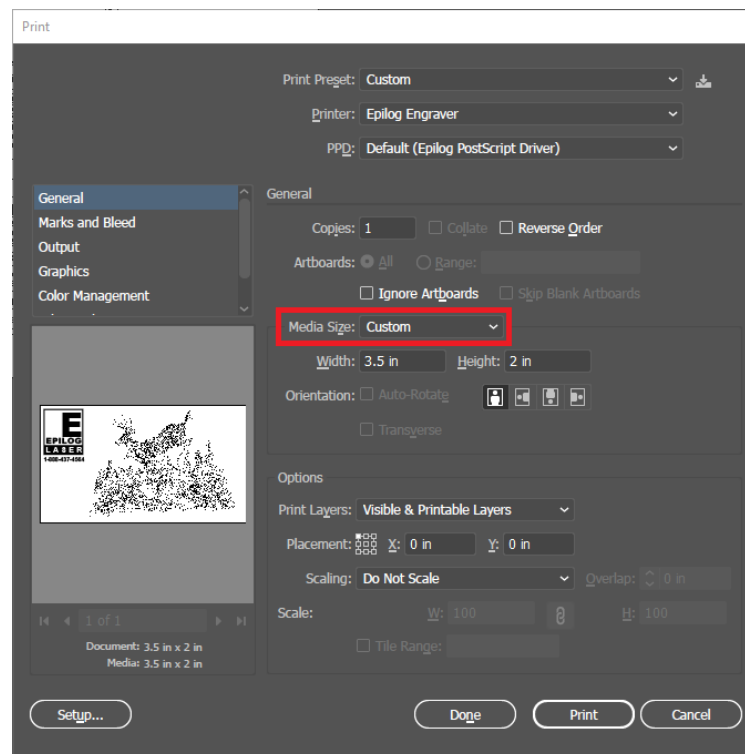 Print
Print Preset: Custom
Printer: Epilog Engraver
PPD: Default (Epilog PostScript Driver)
General
Marks and Bleed
Output
Graphics
Color Management
General
Copies: 1 Collate Reverse Order
Artboards: All Range:
Ignore Artboards Skip Blank Artboards
Media Size: Custom
Width: 3.5 in Height: 2 in
Orientation: Auto-Rotate
Transverse
EPILOG
LASER
1-888-437-4564
Options
Print Layers: Visible & Printable Layers
Placement: X: 0 in Y: 0 in
Scaling: Do Not Scale Overlap: 0 in
Scale: W: 100 H: 100
Tile Range:
1 of 1
Document: 3.5 in x 2 in
Media: 3.5 in x 2 in
Setup... Done Print Cancel